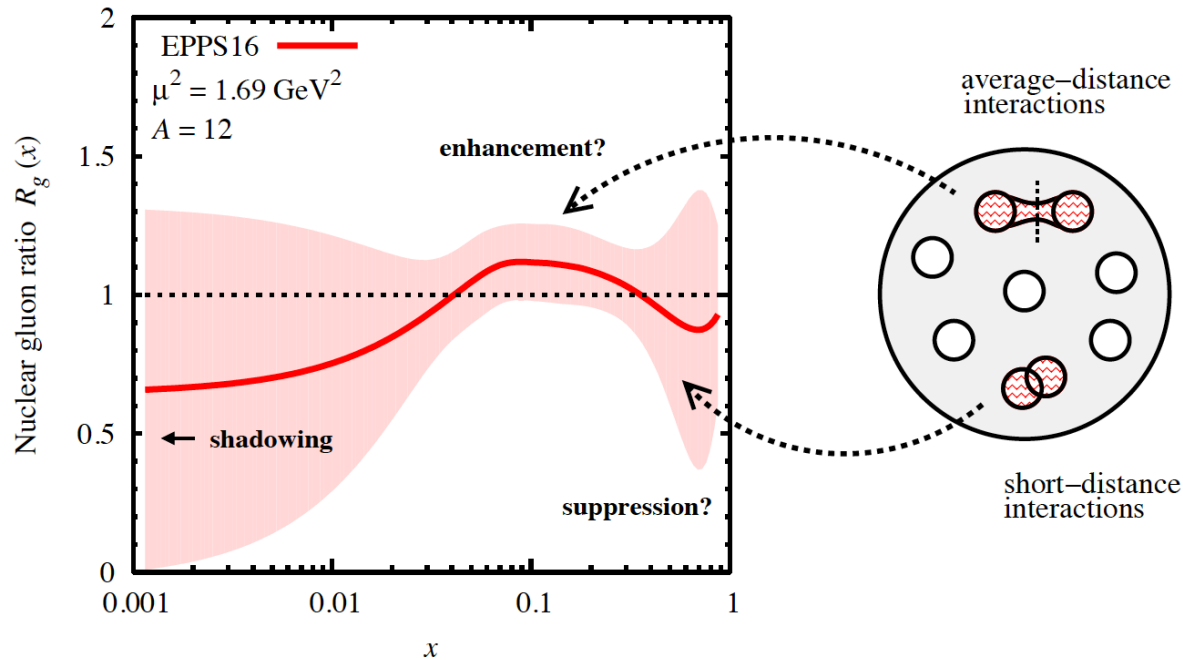 2
EPPS16
μ² = 1.69 GeV²
A = 12
1.5
enhancement?
1
0.5
shadowing
suppression?
0
0.001
0.01
0.1
1
x
Nuclear gluon ratio R_g (x)
average-distance
interactions
short-distance
interactions